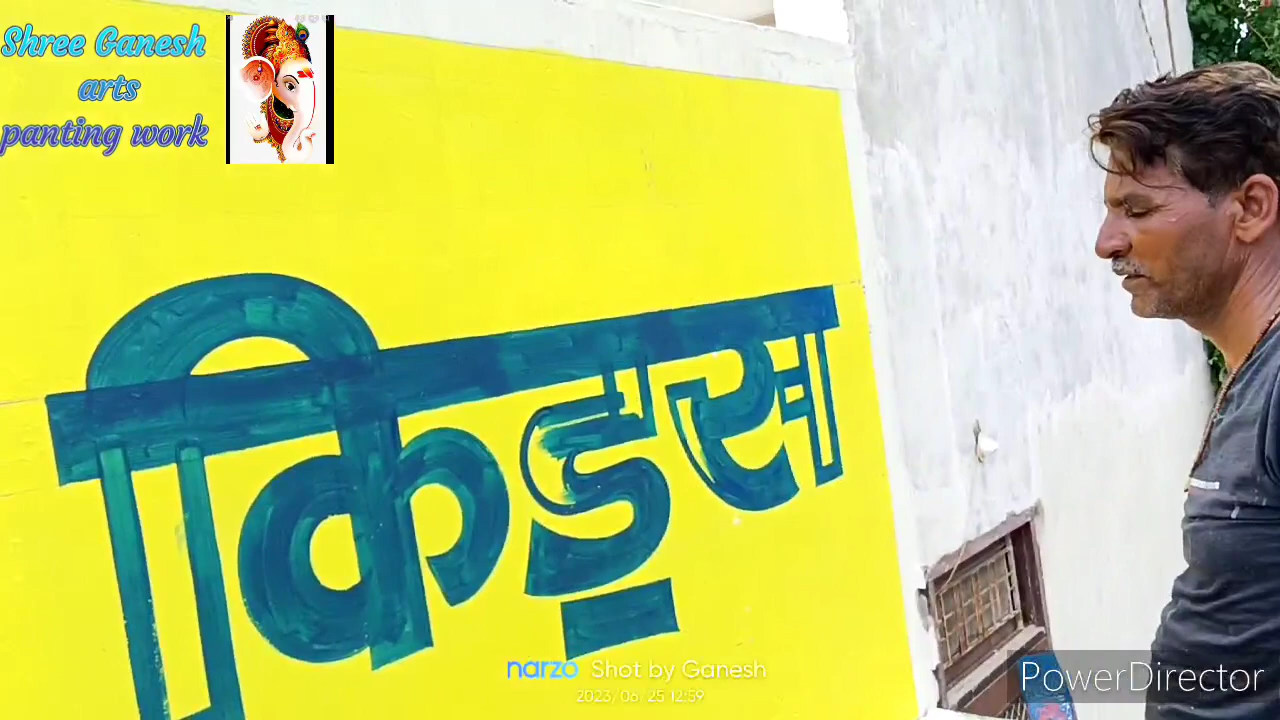 Shree Ganesh
arts
panting work
किड्स
narzo Shot by Ganesh
2023/06/25 12:59
PowerDirector